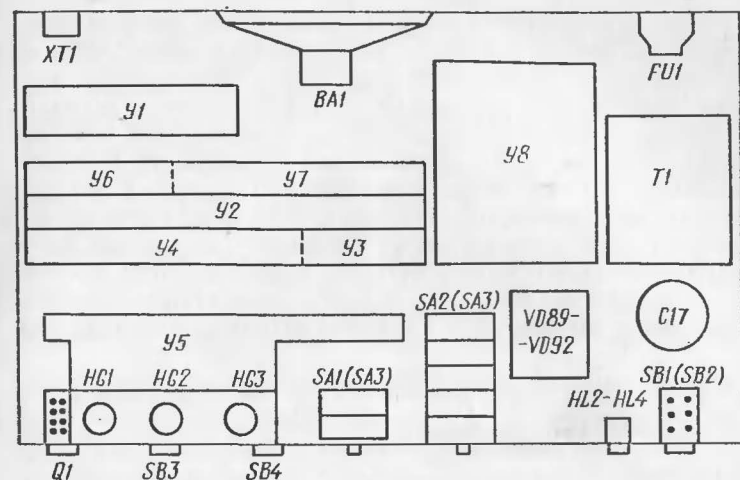 XT1
BA1
FU1
У1
У8
T1
У6 У7
У2
У4 У3
SA2(SA3)
VD89-
-VD92
C17
У5
HG1 HG2 HG3
SA1(SA3)
HL2-HL4
SB1(SB2)
Q1
SB3
SB4